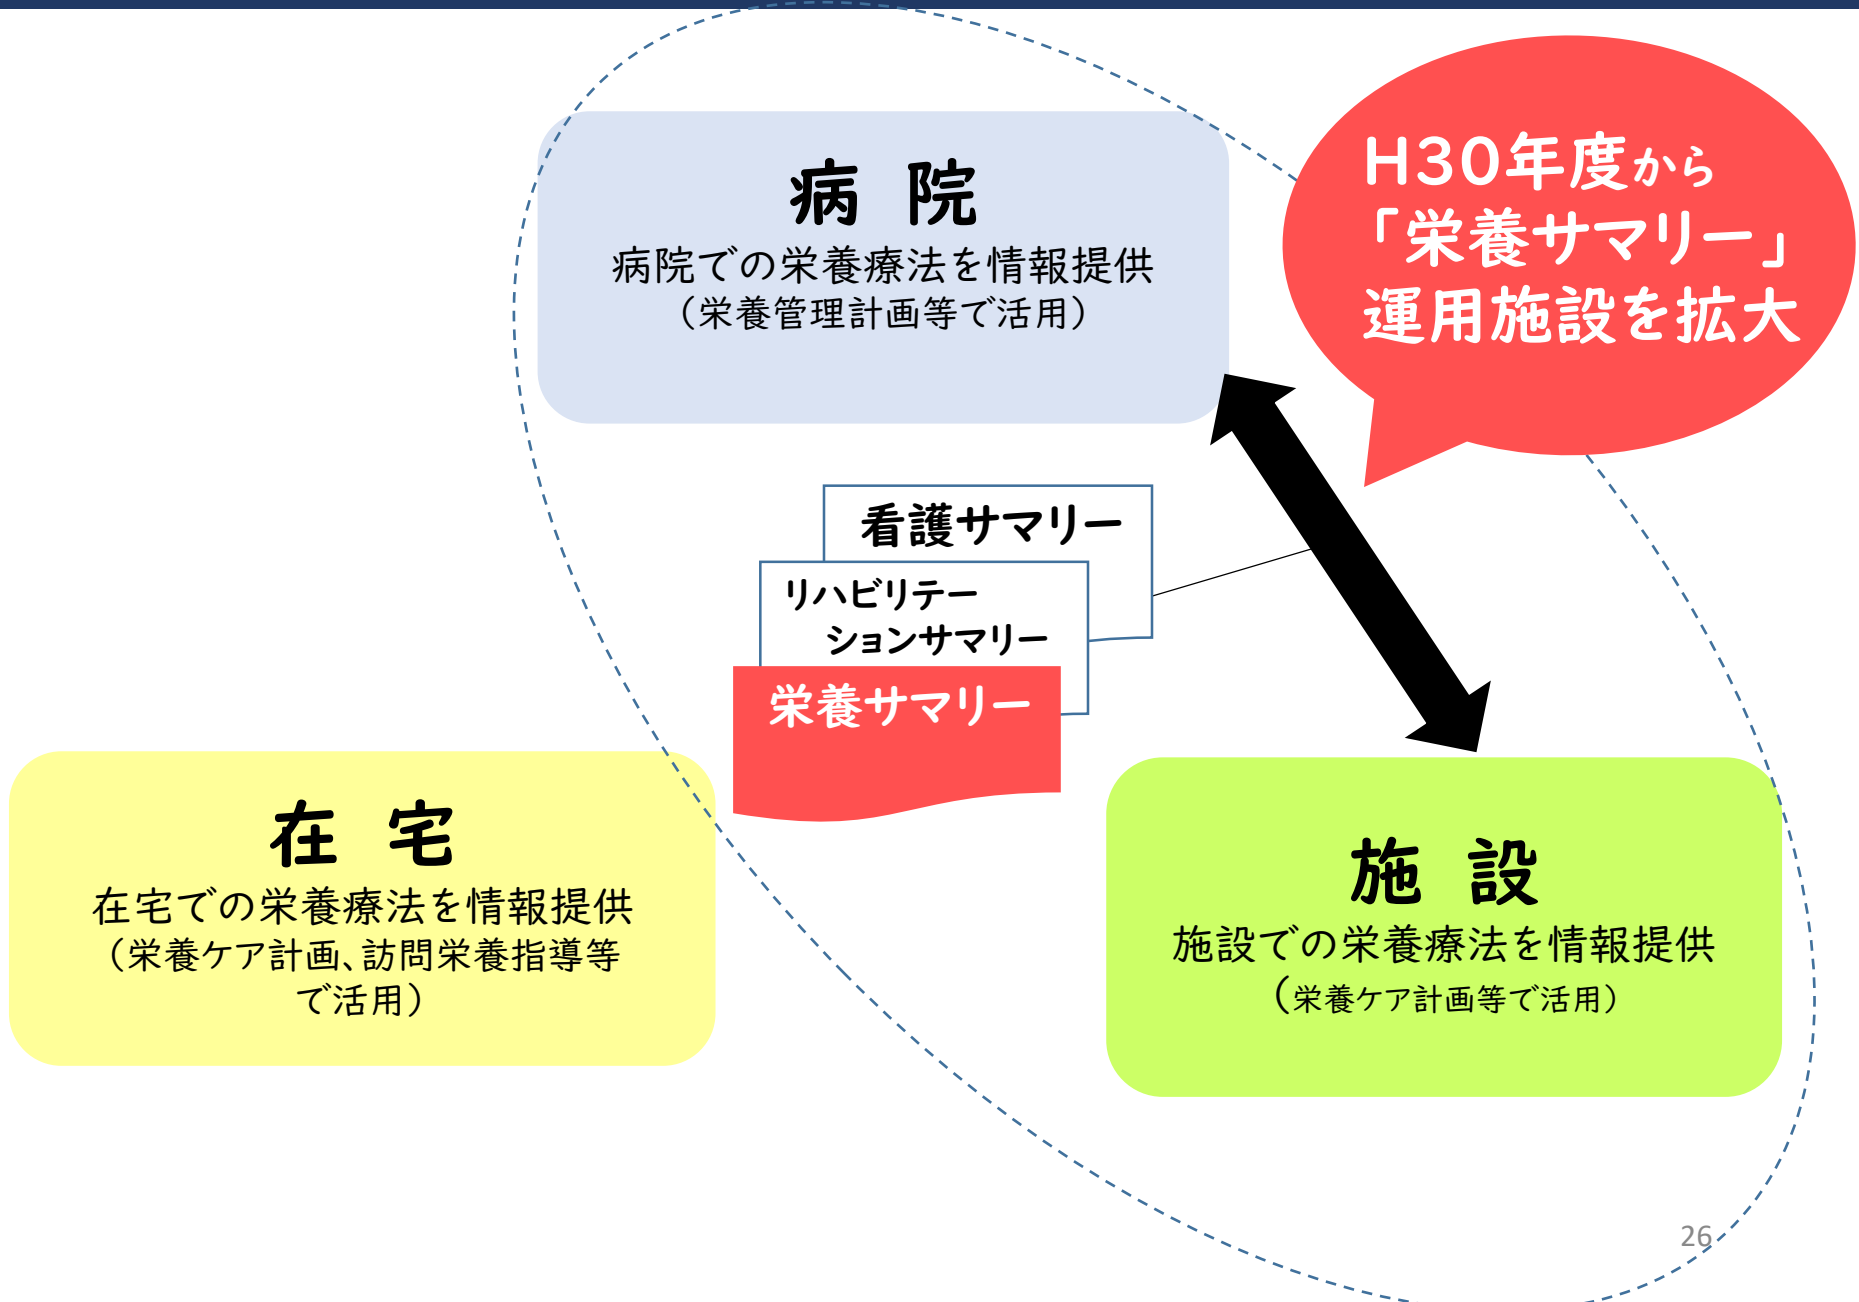 病 院
病院での栄養療法を情報提供
（栄養管理計画等で活用）
H30年度から
「栄養サマリー」
運用施設を拡大
看護サマリー
リハビリテー
ションサマリー
栄養サマリー
在 宅
在宅での栄養療法を情報提供
（栄養ケア計画、訪問栄養指導等
で活用）
施 設
施設での栄養療法を情報提供
（栄養ケア計画等で活用）
26